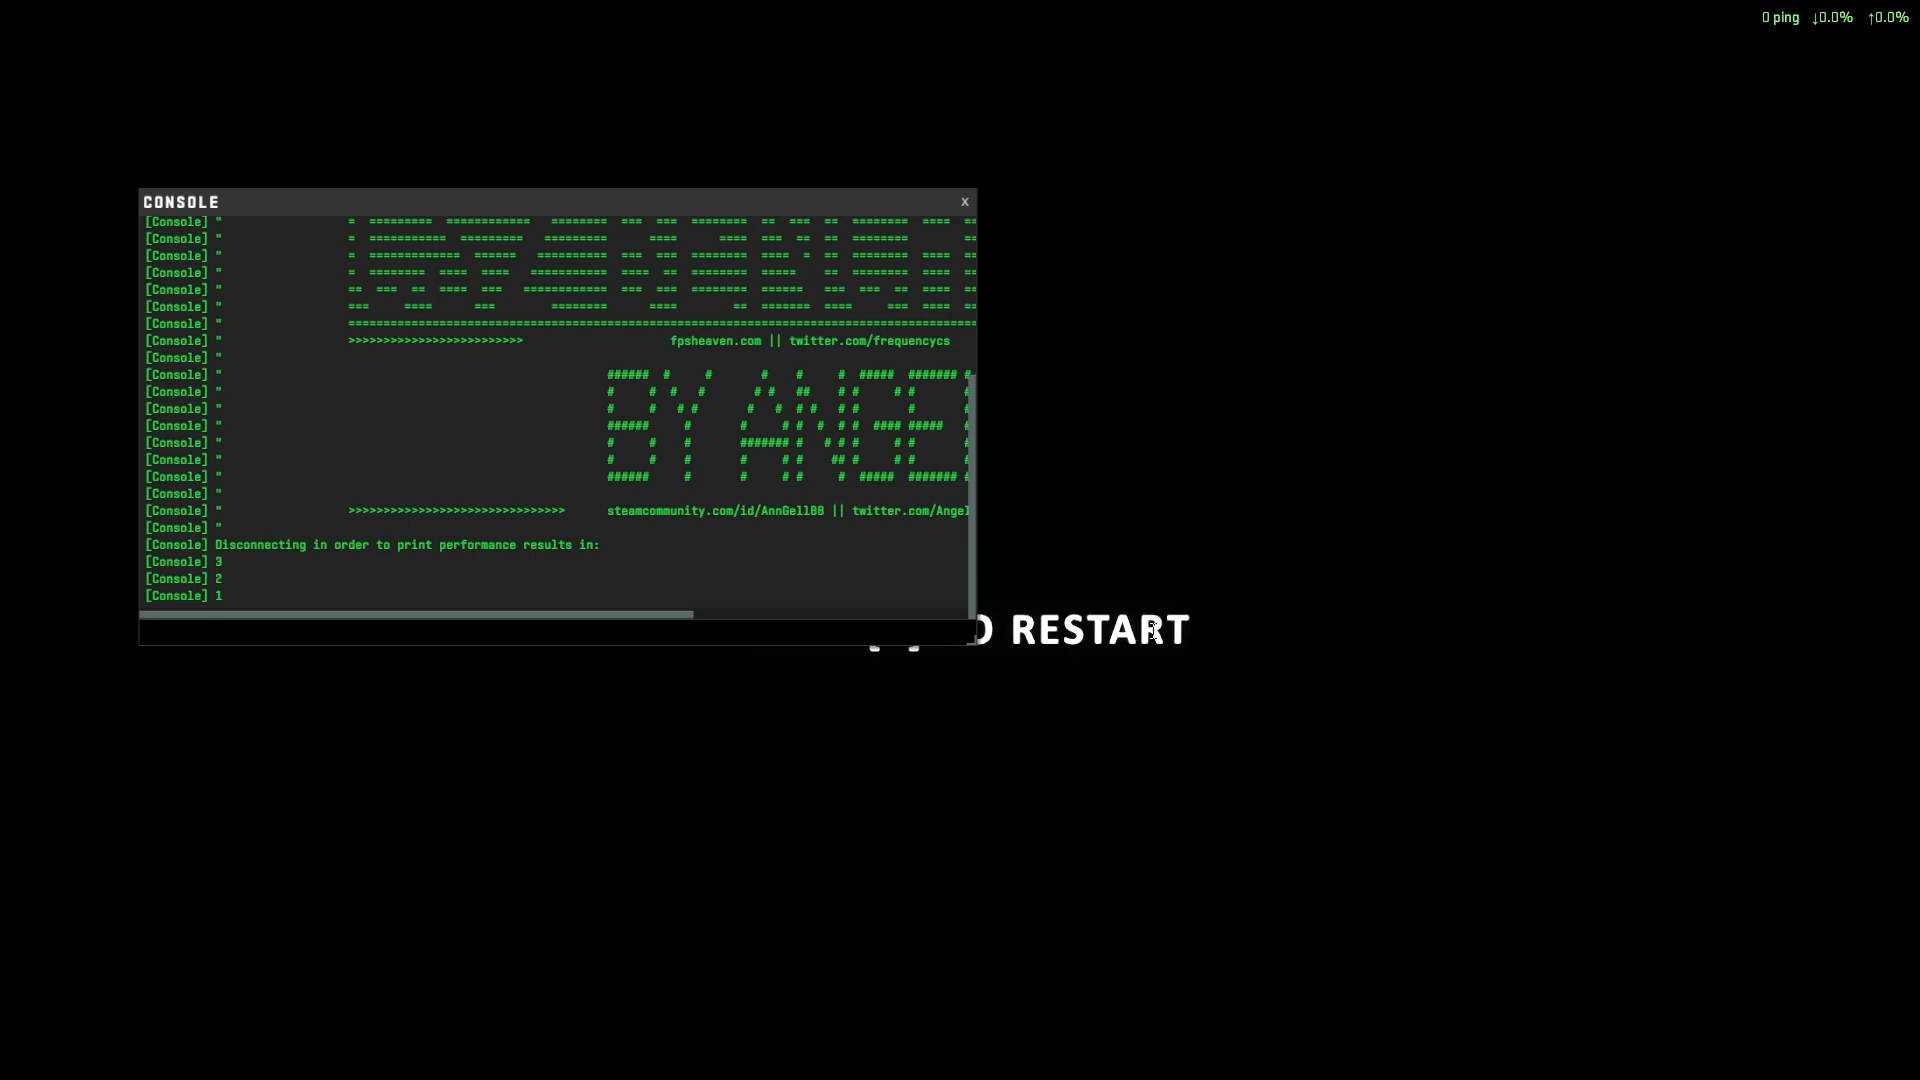 0 ping ↓0.0% ↑0.0%
CONSOLE x
[Console] " = ========= ============ ======== === === ======== == === == ======== ==== ==
[Console] " = =========== ========= ========= ==== ==== === == == ======== ==
[Console] " = ============= ====== ========== === === ======== ==== = == ======== ==== ==
[Console] " = ======== ==== ==== =========== ==== == ======== ===== == ======== ==== ==
[Console] " == === == ==== === ============ === === ======== ====== === === == ==== ==
[Console] " === ==== === ======== ==== == ======= ==== === ==== ==
[Console] " ==========================================================================================
[Console] " >>>>>>>>>>>>>>>>>>>>>>>>> fpsheaven.com || twitter.com/frequencycs
[Console] "
[Console] " ###### # # # # # ##### ####### #
[Console] " # # # # # # ## # # # # #
[Console] " # # # # # # # # # # # #
[Console] " ###### # # # # # # # #### ##### #
[Console] " # # # ####### # # # # # # #
[Console] " # # # # # # ## # # # #
[Console] " ###### # # # # # ##### ####### #
[Console] "
[Console] " >>>>>>>>>>>>>>>>>>>>>>>>>>>>>>> steamcommunity.com/id/AnnGell88 || twitter.com/Angel
[Console] "
[Console] Disconnecting in order to print performance results in:
[Console] 3
[Console] 2
[Console] 1
RESTART